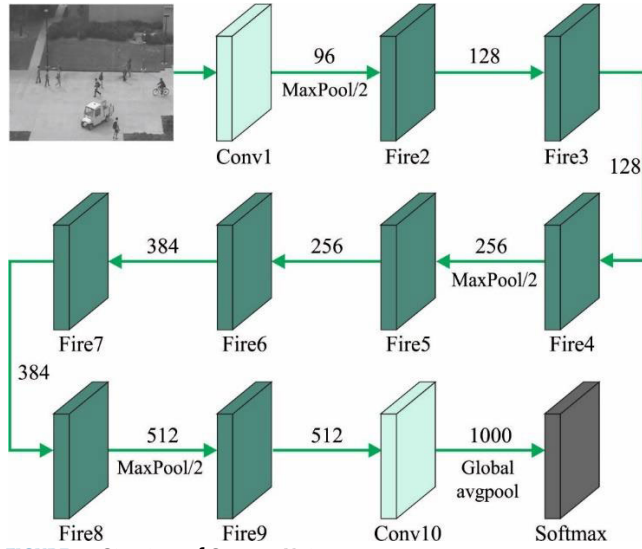 96
128
MaxPool/2
Conv1
Fire2
Fire3
128
384
256
256
MaxPool/2
Fire7
Fire6
Fire5
Fire4
384
512
512
1000
MaxPool/2
Global
avgpool
Fire8
Fire9
Conv10
Softmax